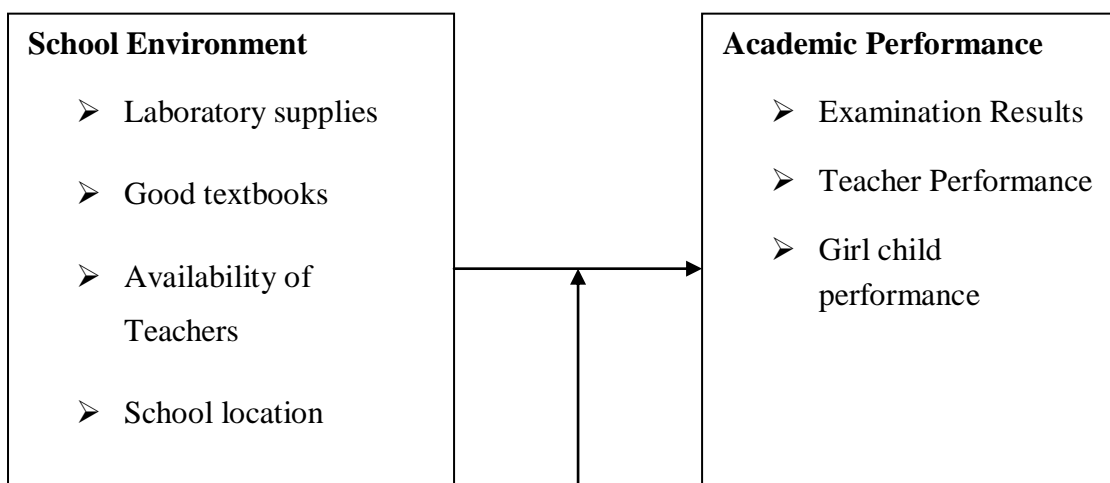 School Environment
➢ Laboratory supplies
➢ Good textbooks
➢ Availability of
Teachers
➢ School location
Academic Performance
➢ Examination Results
➢ Teacher Performance
➢ Girl child
performance